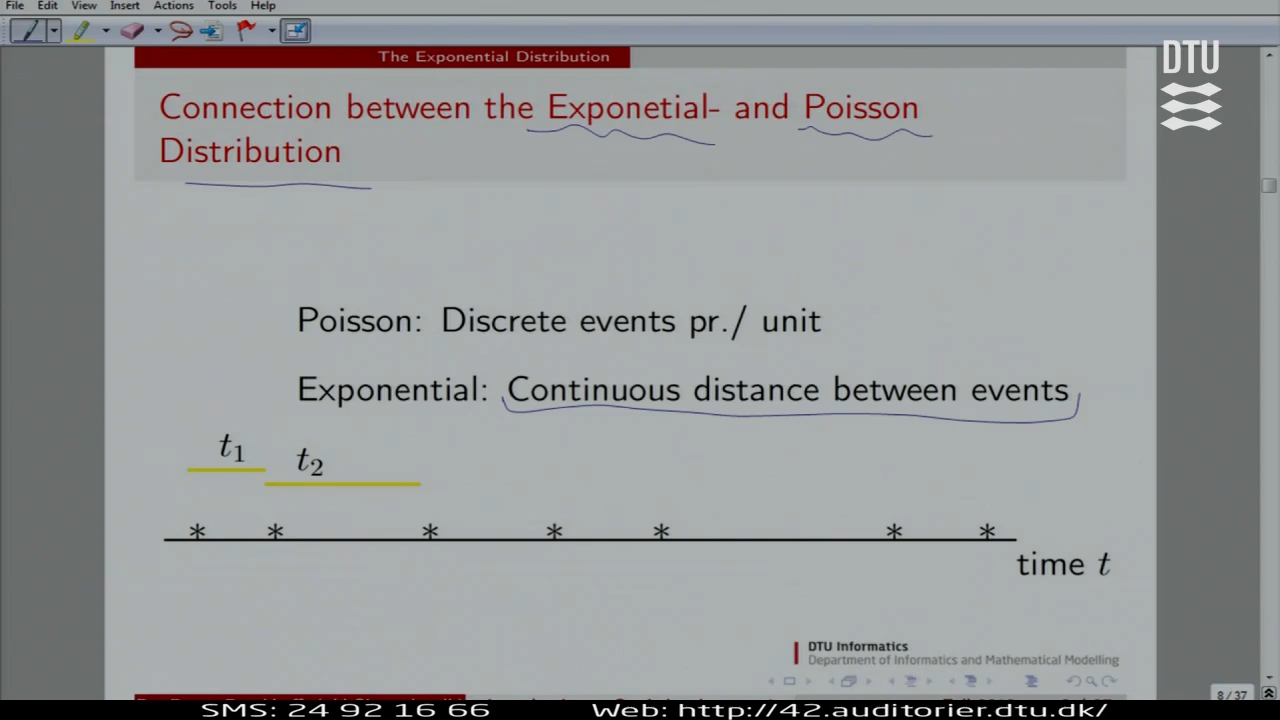 File Edit View Insert Actions Tools Help
The Exponential Distribution
DTU
Connection between the Exponetial- and Poisson
Distribution
Poisson: Discrete events pr./ unit
Exponential: Continuous distance between events
t1 t2
* * * * * * *
time t
DTU Informatics
Department of Informatics and Mathematical Modelling
8 / 37
SMS: 24 92 16 66 Web: http://42.auditorier.dtu.dk/